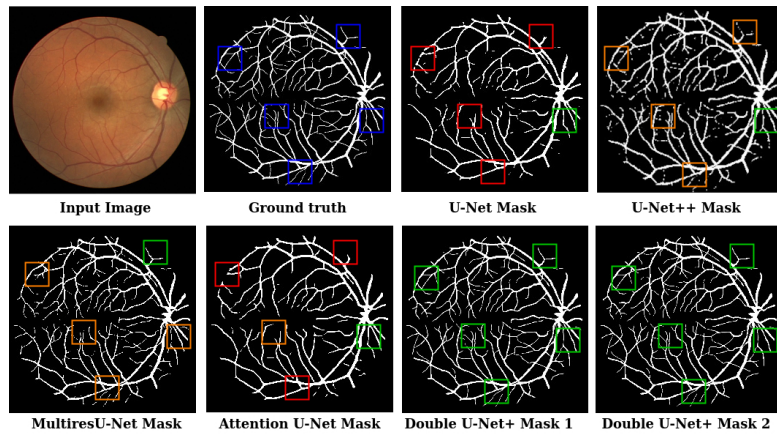 Input Image
Ground truth
U-Net Mask
U-Net++ Mask
MultiresU-Net Mask
Attention U-Net Mask
Double U-Net+ Mask 1
Double U-Net+ Mask 2